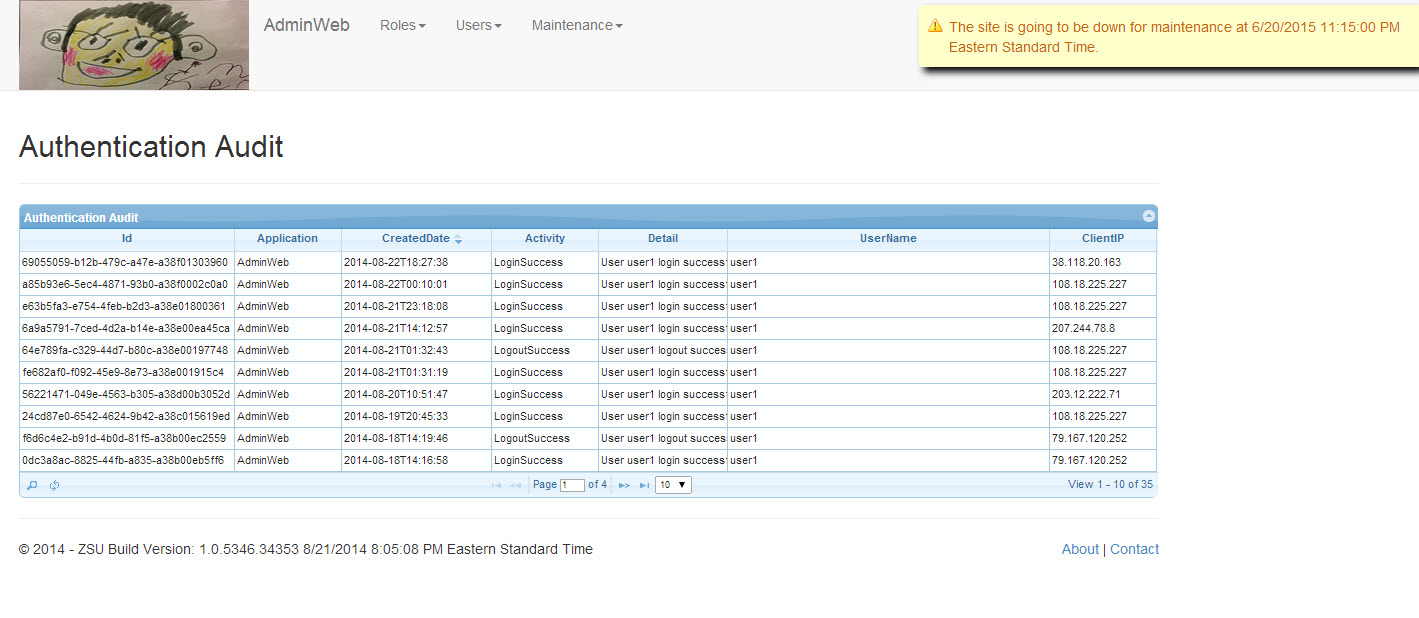 AdminWeb Roles Users Maintenance
The site is going to be down for maintenance at 6/20/2015 11:15:00 PM
Eastern Standard Time.
Authentication Audit
Authentication Audit
Id Application CreatedDate Activity Detail UserName ClientIP
69055059-b12b-479c-a47e-a38f01303960 AdminWeb 2014-08-22T18:27:38 LoginSuccess User user1 login success user1 38.118.20.163
a85b93e6-5ec4-4871-93b0-a38f0002c0a0 AdminWeb 2014-08-22T00:10:01 LoginSuccess User user1 login success user1 108.18.225.227
e63b5fa3-e754-4feb-b2d3-a38e01800361 AdminWeb 2014-08-21T23:18:08 LoginSuccess User user1 login success user1 108.18.225.227
6a9a5791-7ced-4d2a-b14e-a38e00ea45ca AdminWeb 2014-08-21T14:12:57 LoginSuccess User user1 login success user1 207.244.78.8
64e789fa-c329-44d7-b80c-a38e00197748 AdminWeb 2014-08-21T01:32:43 LogoutSuccess User user1 logout succes user1 108.18.225.227
fe682af0-f092-45e9-8e73-a38e001915c4 AdminWeb 2014-08-21T01:31:19 LoginSuccess User user1 login success user1 108.18.225.227
56221471-049e-4563-b305-a38d00b3052d AdminWeb 2014-08-20T10:51:47 LoginSuccess User user1 login success user1 203.12.222.71
24cd87e0-6542-4624-9b42-a38c015619ed AdminWeb 2014-08-19T20:45:33 LoginSuccess User user1 login success user1 108.18.225.227
f6d6c4e2-b91d-4b0d-81f5-a38b00ec2559 AdminWeb 2014-08-18T14:19:46 LogoutSuccess User user1 logout succes user1 79.167.120.252
0dc3a8ac-8825-44fb-a835-a38b00eb5ff6 AdminWeb 2014-08-18T14:16:58 LoginSuccess User user1 login success user1 79.167.120.252
Page 1 of 4 10 View 1 - 10 of 35
© 2014 - ZSU Build Version: 1.0.5346.34353 8/21/2014 8:05:08 PM Eastern Standard Time About | Contact